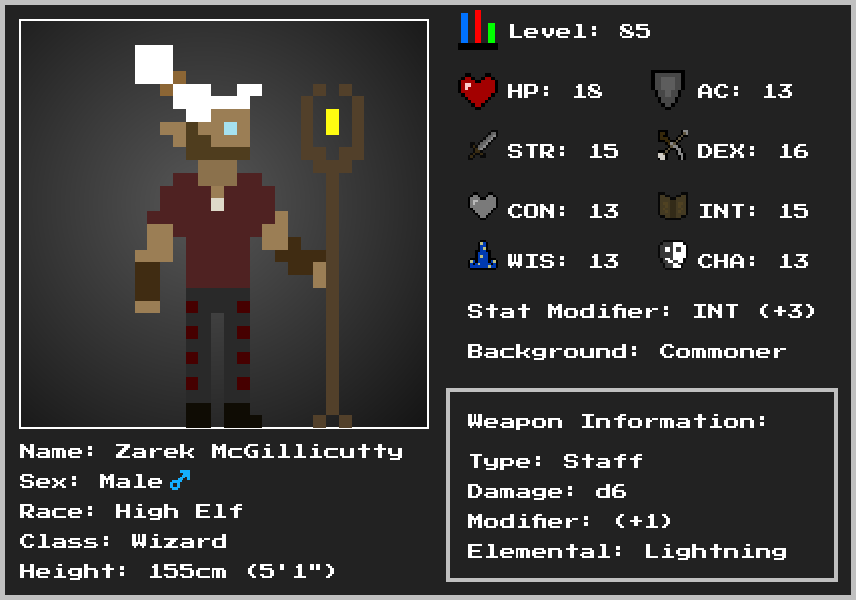 Level: 85
HP: 18 AC: 13
STR: 15 DEX: 16
CON: 13 INT: 15
WIS: 13 CHA: 13
Stat Modifier: INT (+3)
Background: Commoner
Weapon Information:
Type: Staff
Damage: d6
Modifier: (+1)
Elemental: Lightning
Name: Zarek McGillicutty
Sex: Male ♂
Race: High Elf
Class: Wizard
Height: 155cm (5'1")